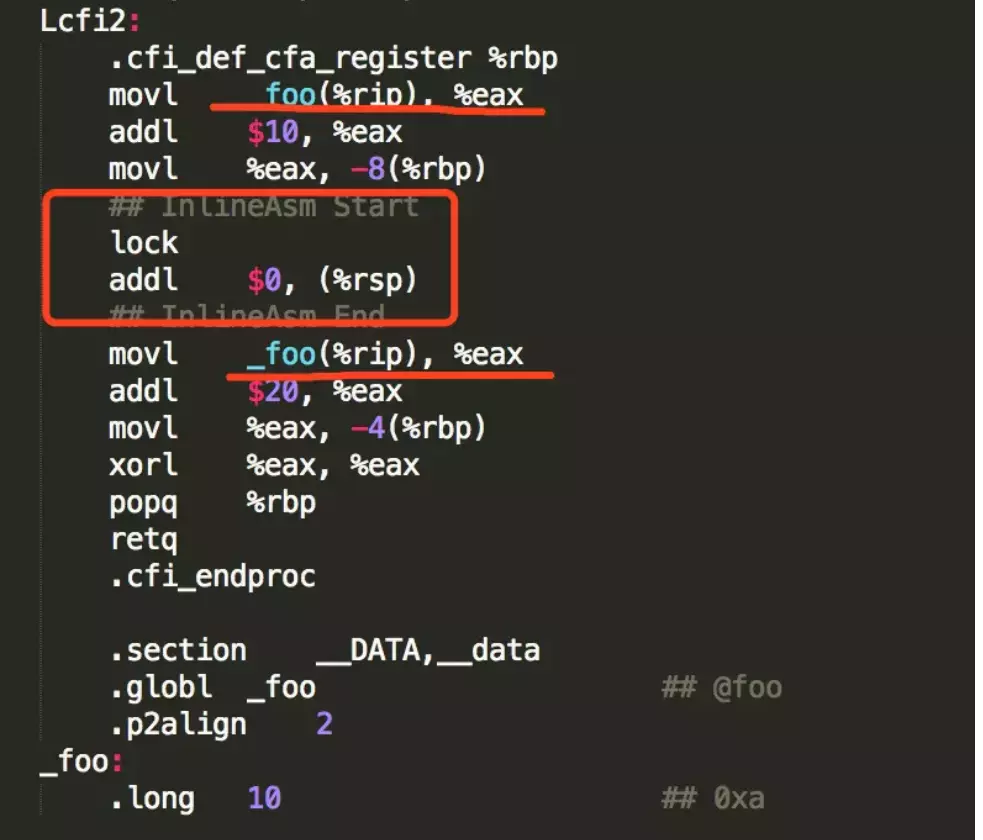 Lcfi2:
.cfi_def_cfa_register %rbp
movl _foo(%rip), %eax
addl $10, %eax
movl %eax, -8(%rbp)
## InlineAsm Start
lock
addl $0, (%rsp)
## InlineAsm End
movl _foo(%rip), %eax
addl $20, %eax
movl %eax, -4(%rbp)
xorl %eax, %eax
popq %rbp
retq
.cfi_endproc
.section __DATA,__data
.globl _foo ## @foo
.p2align 2
_foo:
.long 10 ## 0xa